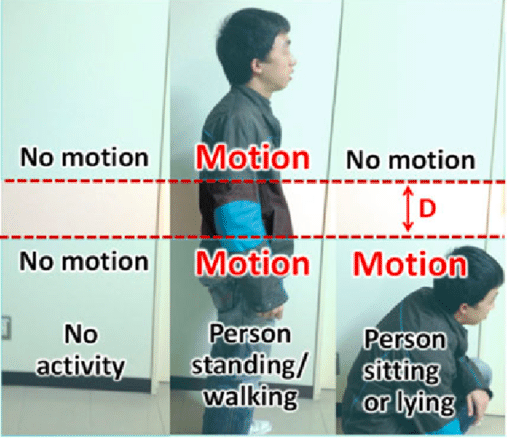 No motion
Motion
No motion
D
No motion
Motion
Motion
No
activity
Person
standing/
walking
Person
sitting
or lying